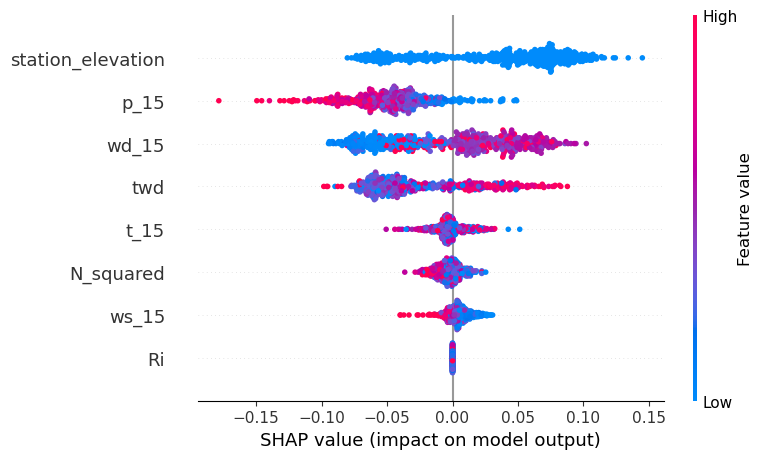 High
station_elevation
p_15
wd_15
twd
t_15
N_squared
ws_15
Ri
Feature value
Low
−0.15 −0.10 −0.05 0.00 0.05 0.10 0.15
SHAP value (impact on model output)